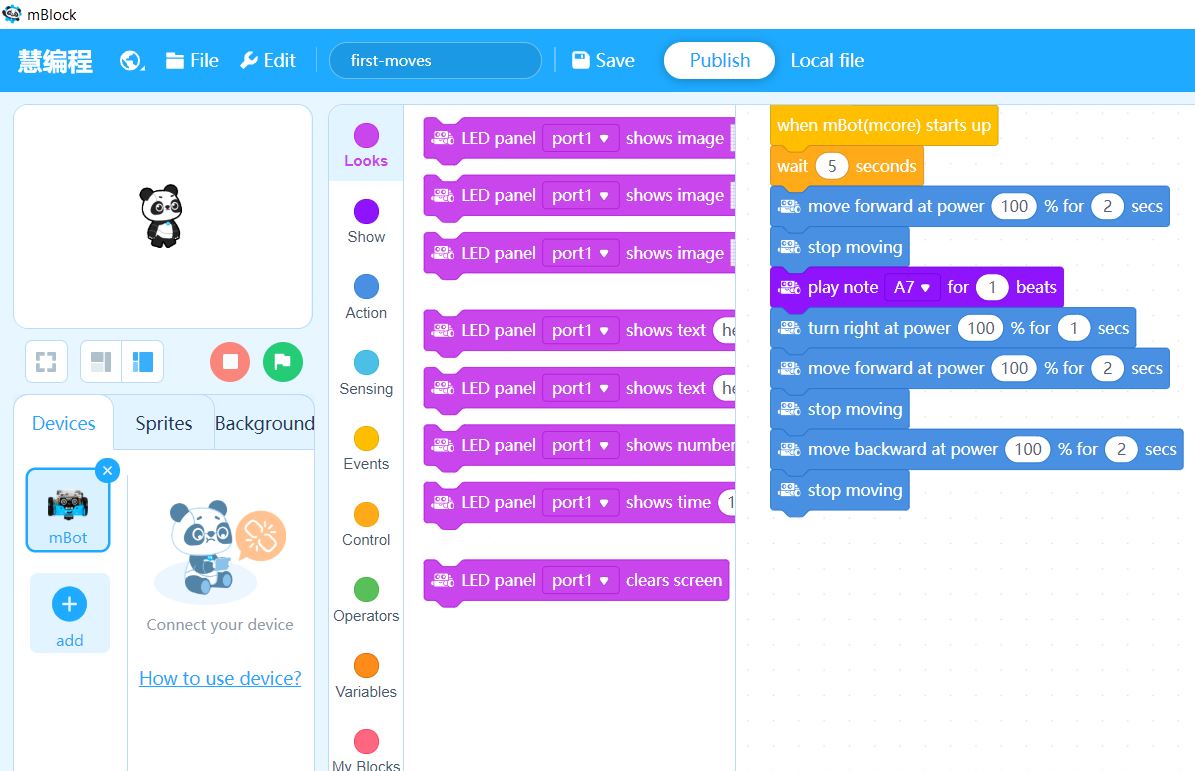 mBlock
慧编程 File Edit first-moves Save Publish Local file
Looks
Show
Action
Sensing
Events
Control
Operators
Variables
My Blocks
LED panel port1 shows image
LED panel port1 shows image
LED panel port1 shows image
LED panel port1 shows text he
LED panel port1 shows text he
LED panel port1 shows number
LED panel port1 shows time 1
LED panel port1 clears screen
when mBot(mcore) starts up
wait 5 seconds
move forward at power 100 % for 2 secs
stop moving
play note A7 for 1 beats
turn right at power 100 % for 1 secs
move forward at power 100 % for 2 secs
stop moving
move backward at power 100 % for 2 secs
stop moving
Devices Sprites Background
mBot
add
Connect your device
How to use device?